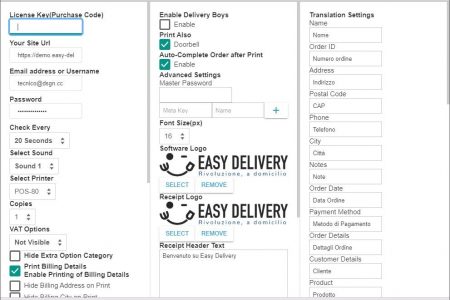 License Key(Purchase Code)
Your Site Url
https://demo.easy-del
Email address or Username
tecnico@dsgn.cc
Password
Check Every
20 Seconds
Select Sound
Sound 1
Select Printer
POS-80
Copies
1
VAT Options
Not Visible
Hide Extra Option Category
Print Billing Details
Enable Printing of Billing Details
Hide Billing Address on Print
Hide Billing City on Print
Enable Delivery Boys
Enable
Print Also
Doorbell
Auto-Complete Order after Print
Enable
Advanced Settings
Master Password
Meta Key
Name
+
Font Size(px)
16
Software Logo
EASY DELIVERY
Rivoluzione, a domicilio
SELECT REMOVE
Receipt Logo
EASY DELIVERY
Rivoluzione, a domicilio
SELECT REMOVE
Receipt Header Text
Benvenuto su Easy Delivery
Translation Settings
Name
Nome
Order ID
Numero ordine
Address
Indirizzo
Postal Code
CAP
Phone
Telefono
City
Città
Notes
Note
Order Date
Data Ordine
Payment Method
Metodo di Pagamento
Order Details
Dettagli Ordine
Customer Details
Cliente
Product
Prodotto